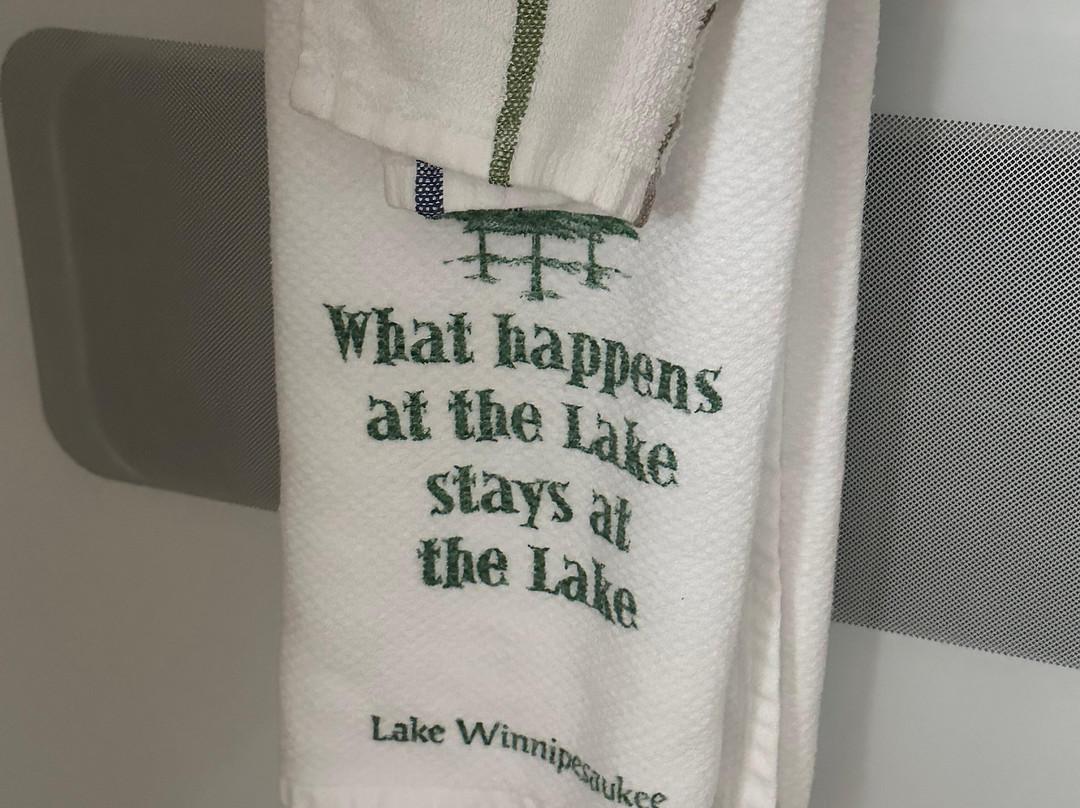 What happens
at the Lake
stays at
the Lake
Lake Winnipesaukee